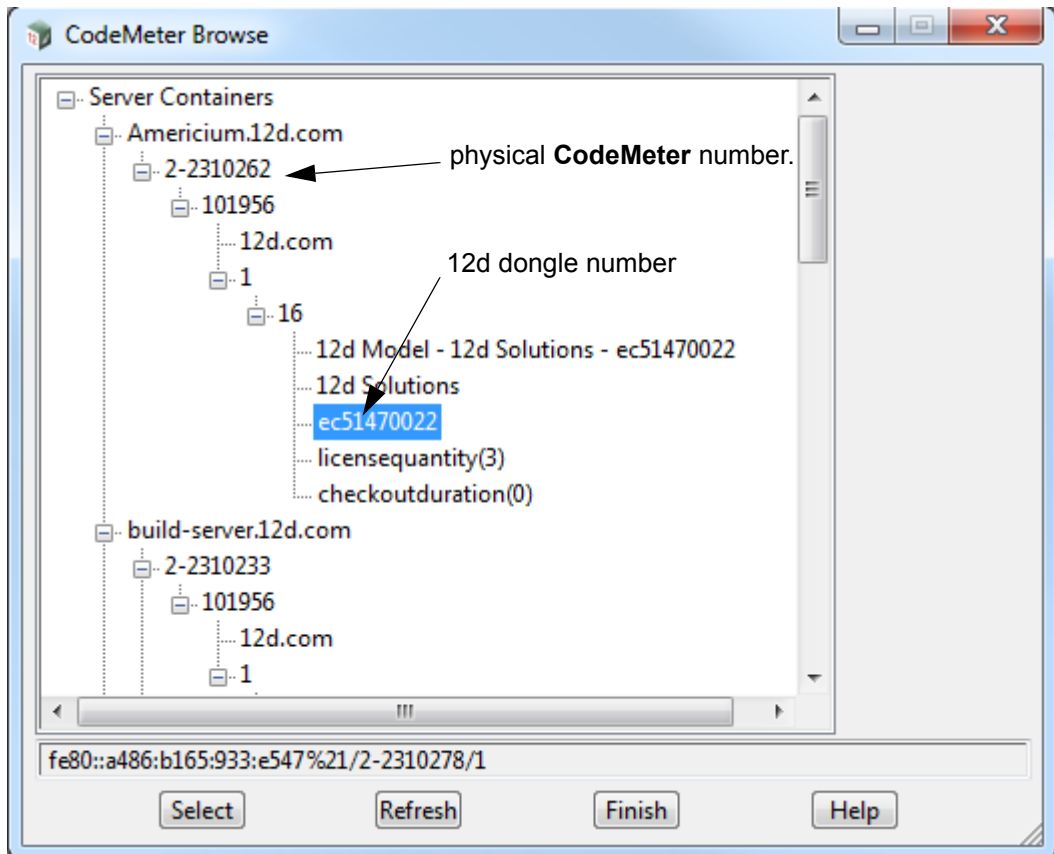 CodeMeter Browse
Server Containers
Americium.12d.com
physical CodeMeter number.
2-2310262
101956
12d.com
12d dongle number
1
16
12d Model - 12d Solutions - ec51470022
12d Solutions
ec51470022
licensequantity(3)
checkoutduration(0)
build-server.12d.com
2-2310233
101956
12d.com
1
fe80::a486:b165:933:e547%21/2-2310278/1
Select Refresh Finish Help